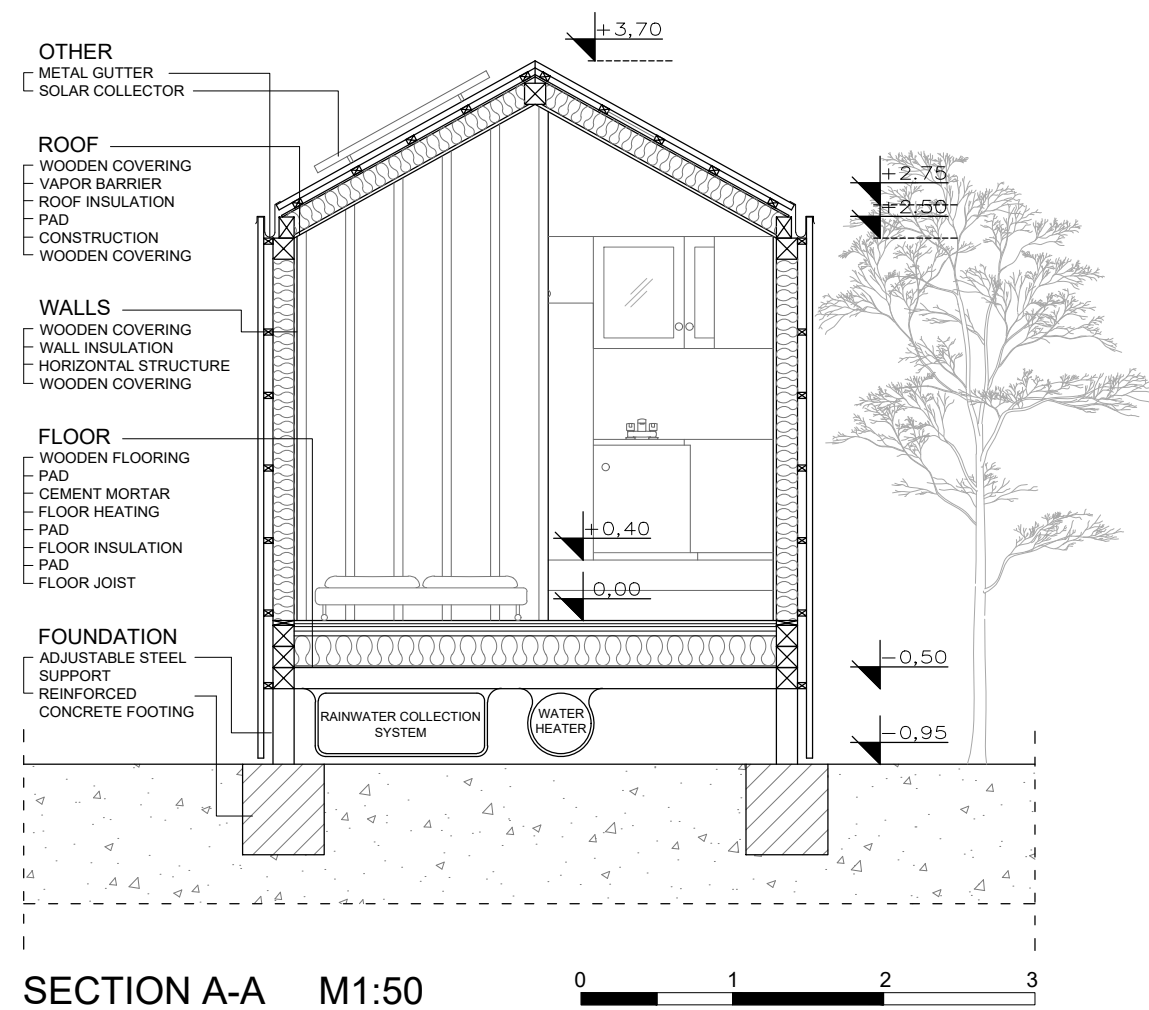 OTHER
METAL GUTTER
SOLAR COLLECTOR
ROOF
WOODEN COVERING
VAPOR BARRIER
ROOF INSULATION
PAD
CONSTRUCTION
WOODEN COVERING
WALLS
WOODEN COVERING
WALL INSULATION
HORIZONTAL STRUCTURE
WOODEN COVERING
FLOOR
WOODEN FLOORING
PAD
CEMENT MORTAR
FLOOR HEATING
PAD
FLOOR INSULATION
PAD
FLOOR JOIST
FOUNDATION
ADJUSTABLE STEEL
SUPPORT
REINFORCED
CONCRETE FOOTING
+3,70
+2.75
+2.50
+0,40
0,00
-0,50
-0,95
RAINWATER COLLECTION
SYSTEM
WATER
HEATER
SECTION A-A M1:50
0 1 2 3